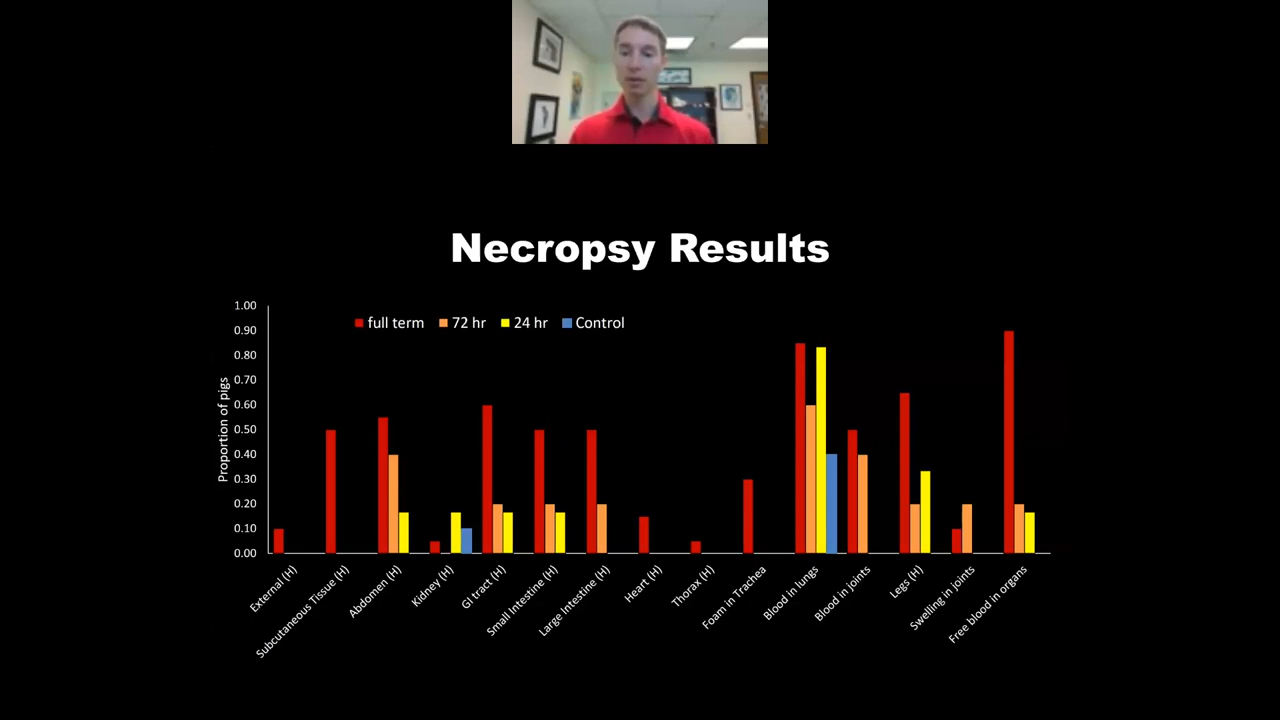 Necropsy Results
full term
72 hr
24 hr
Control
Proportion of pigs
1.00
0.90
0.80
0.70
0.60
0.50
0.40
0.30
0.20
0.10
0.00
External (H)
Subcutaneous Tissue (H)
Abdomen (H)
Kidney (H)
GI tract (H)
Small Intestine (H)
Large Intestine (H)
Heart (H)
Thorax (H)
Foam in Trachea
Blood in lungs
Blood in joints
Legs (H)
Swelling in joints
Free blood in organs